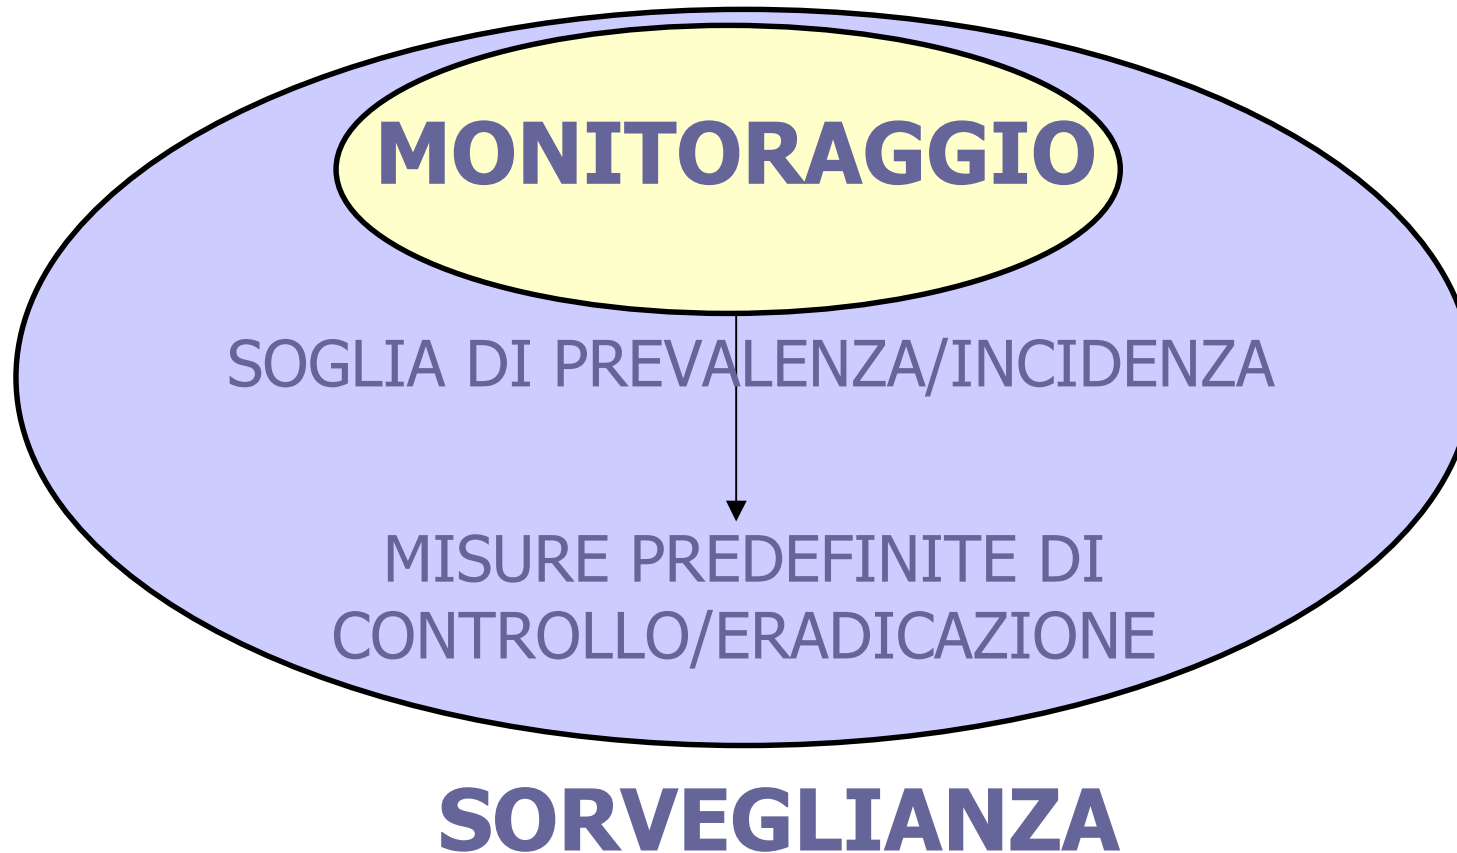 MONITORAGGIO
SOGLIA DI PREVALENZA/INCIDENZA
MISURE PREDEFINITE DI
CONTROLLO/ERADICAZIONE
SORVEGLIANZA